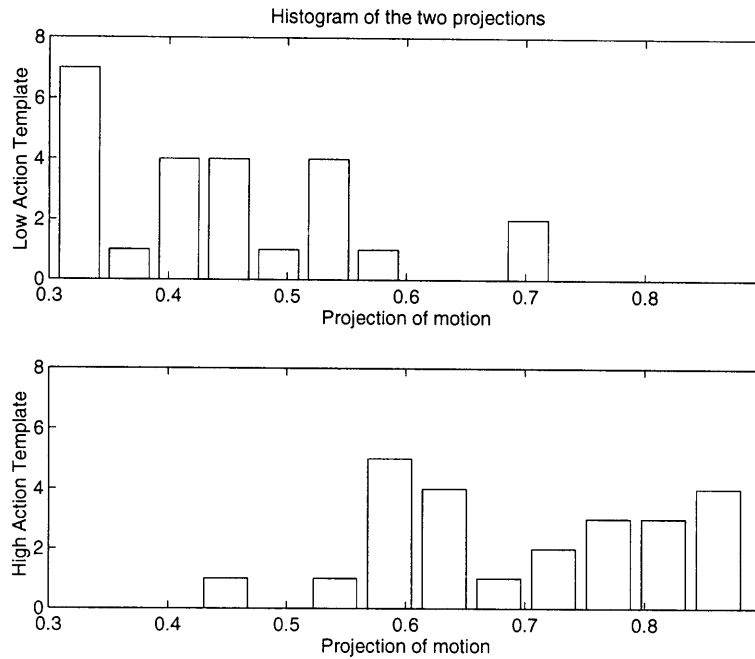 Histogram of the two projections
8
6
4
2
0
Low Action Template
0.3 0.4 0.5 0.6 0.7 0.8
Projection of motion
8
6
4
2
0
High Action Template
0.3 0.4 0.5 0.6 0.7 0.8
Projection of motion